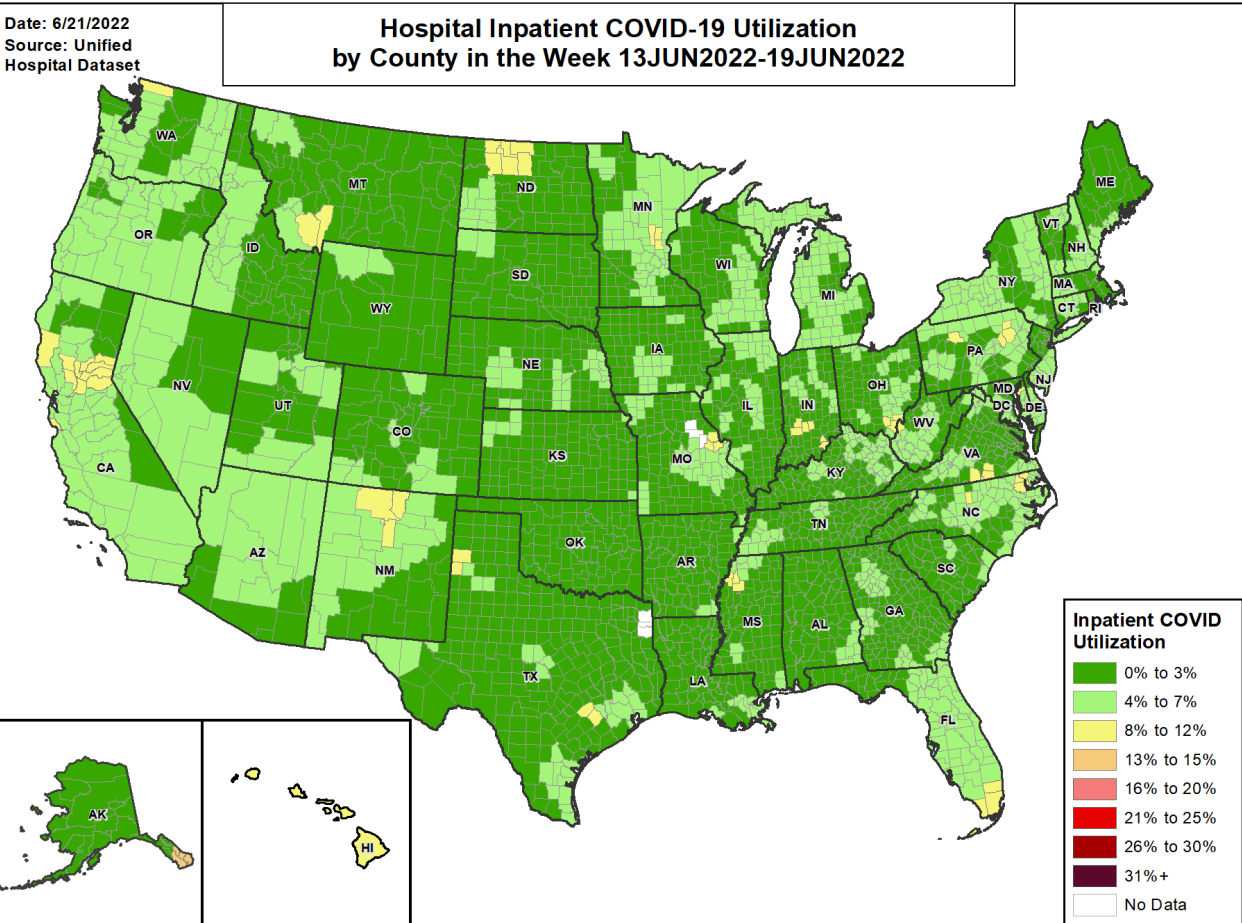 Date: 6/21/2022
Source: Unified
Hospital Dataset
Hospital Inpatient COVID-19 Utilization
by County in the Week 13JUN2022-19JUN2022
WA
MT
ND
MN
ME
OR
ID
SD
WI
MI
VT
NH
NY
MA
CT
RI
WY
IA
PA
NE
NV
UT
CO
IL
IN
OH
NJ
MD
DC
DE
WV
CA
KS
MO
KY
VA
AZ
NM
OK
AR
TN
NC
SC
MS
AL
GA
TX
LA
FL
AK
HI
Inpatient COVID
Utilization
0% to 3%
4% to 7%
8% to 12%
13% to 15%
16% to 20%
21% to 25%
26% to 30%
31%+
No Data